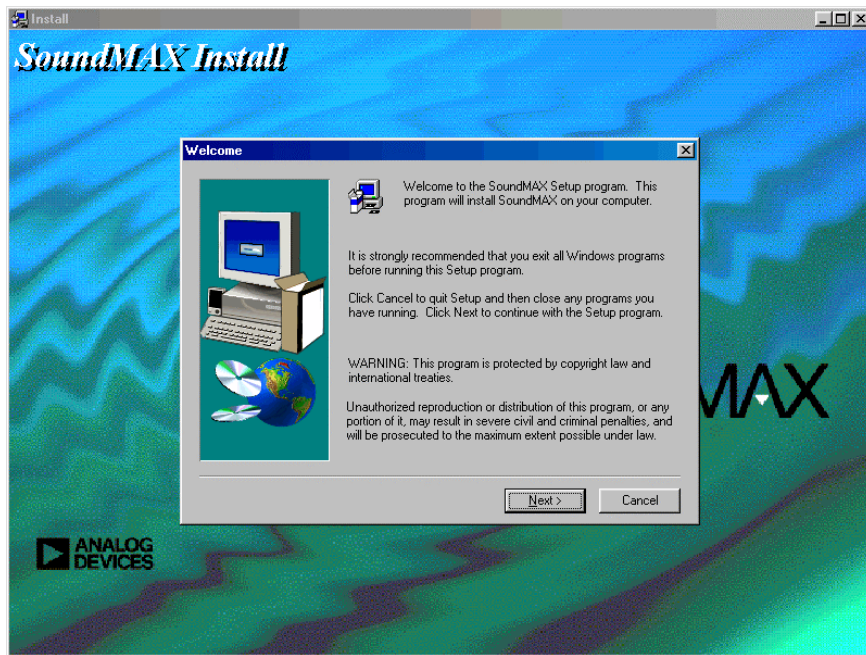 Install
SoundMAX Install
Welcome
Welcome to the SoundMAX Setup program. This
program will install SoundMAX on your computer.
It is strongly recommended that you exit all Windows programs
before running this Setup program.
Click Cancel to quit Setup and then close any programs you
have running. Click Next to continue with the Setup program.
WARNING: This program is protected by copyright law and
international treaties.
Unauthorized reproduction or distribution of this program, or any
portion of it, may result in severe civil and criminal penalties, and
will be prosecuted to the maximum extent possible under law.
MAX
Next >
Cancel
ANALOG
DEVICES